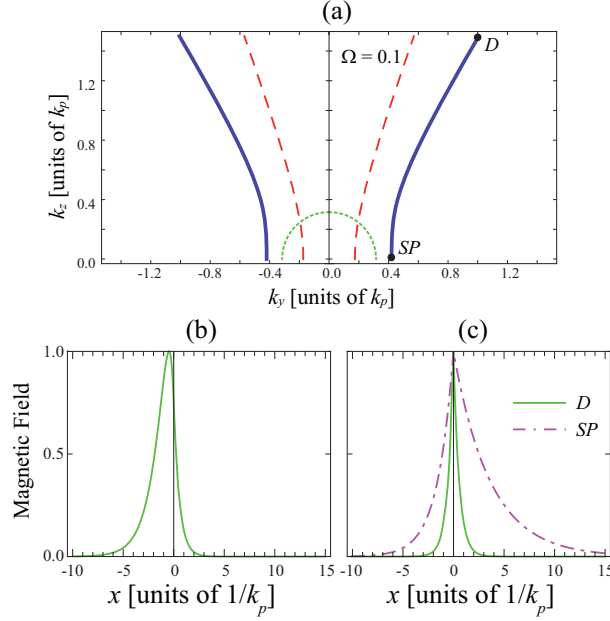 (a)
Ω = 0.1
D
SP
1.2
0.8
0.4
0.0
k_z [units of k_p]
-1.2 -0.8 -0.4 0.0 0.4 0.8 1.2
k_y [units of k_p]
(b)
(c)
1.0
0.5
0.0
Magnetic Field
D
SP
-10 -5 0 5 10 15
-10 -5 0 5 10 15
x [units of 1/k_p]
x [units of 1/k_p]